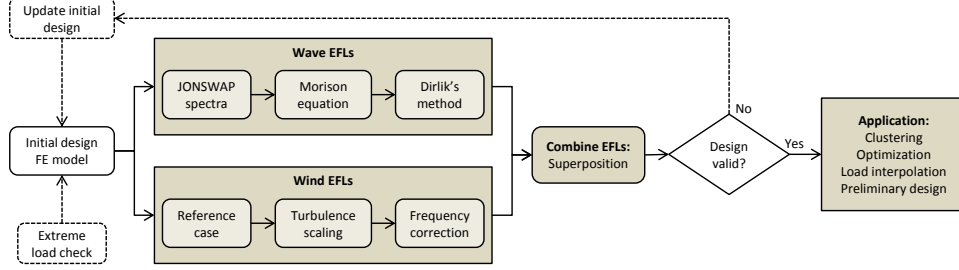 Update initial
design
Wave EFLs
JONSWAP
spectra
Morison
equation
Dirlik's
method
Initial design
FE model
Extreme
load check
Wind EFLs
Reference
case
Turbulence
scaling
Frequency
correction
Combine EFLs:
Superposition
Design
valid?
No
Yes
Application:
Clustering
Optimization
Load interpolation
Preliminary design